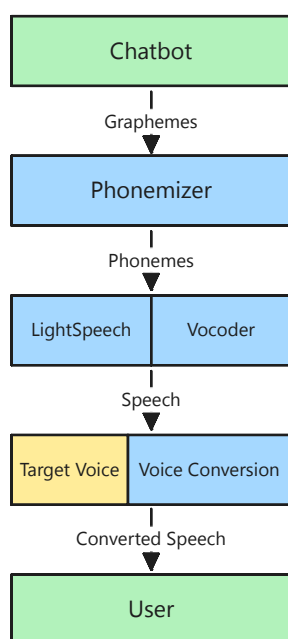 Chatbot
Graphemes
Phonemizer
Phonemes
LightSpeech Vocoder
Speech
Target Voice Voice Conversion
Converted Speech
User